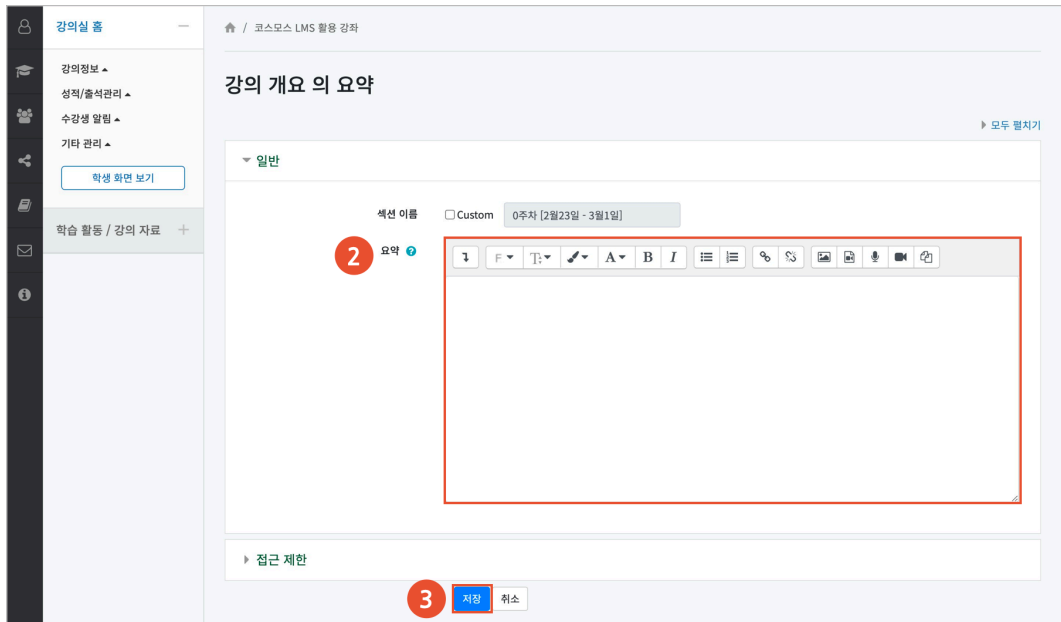 강의실 홈
/ 코스모스 LMS 활용 강좌
강의정보
성적/출석관리
수강생 알림
기타 관리
학생 화면 보기
학습 활동 / 강의 자료
강의 개요 의 요약
모두 펼치기
일반
섹션 이름 Custom 0주차 [2월23일 - 3월1일]
2 요약 ?
F T A B I
접근 제한
3 저장 취소